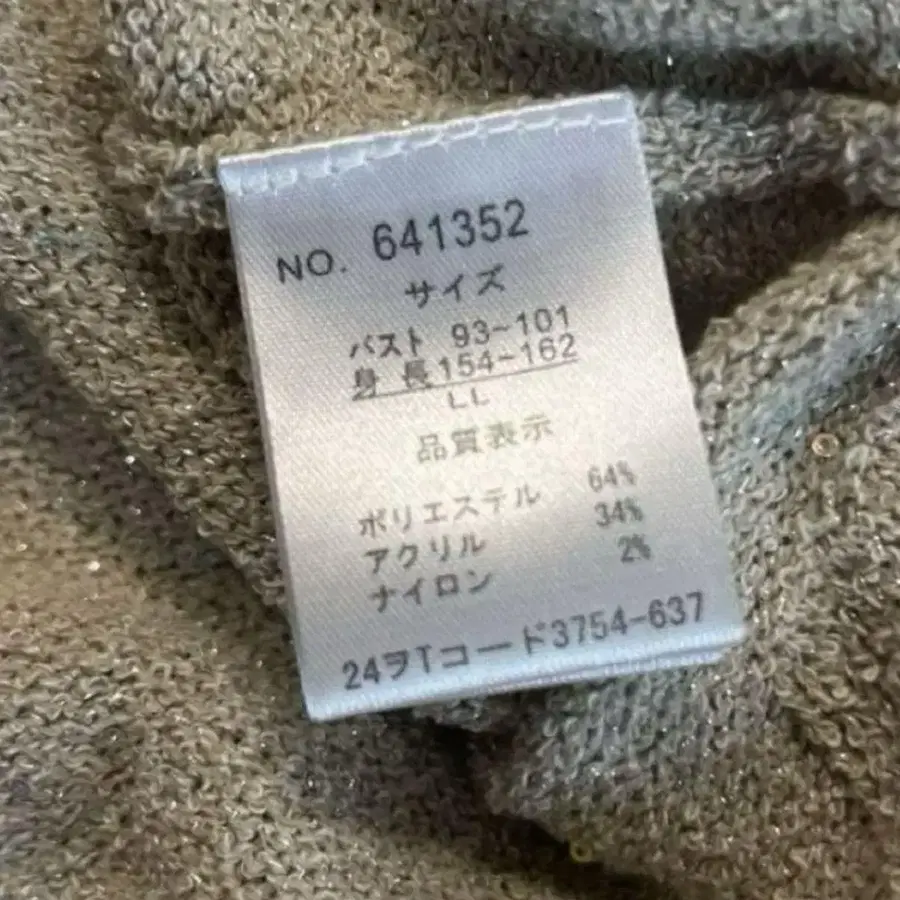 NO. 641352
サイズ
バスト 93~101
身長154~162
LL
品質表示
ポリエステル 64%
アクリル 34%
ナイロン 2%
24ヲTコード3754-637